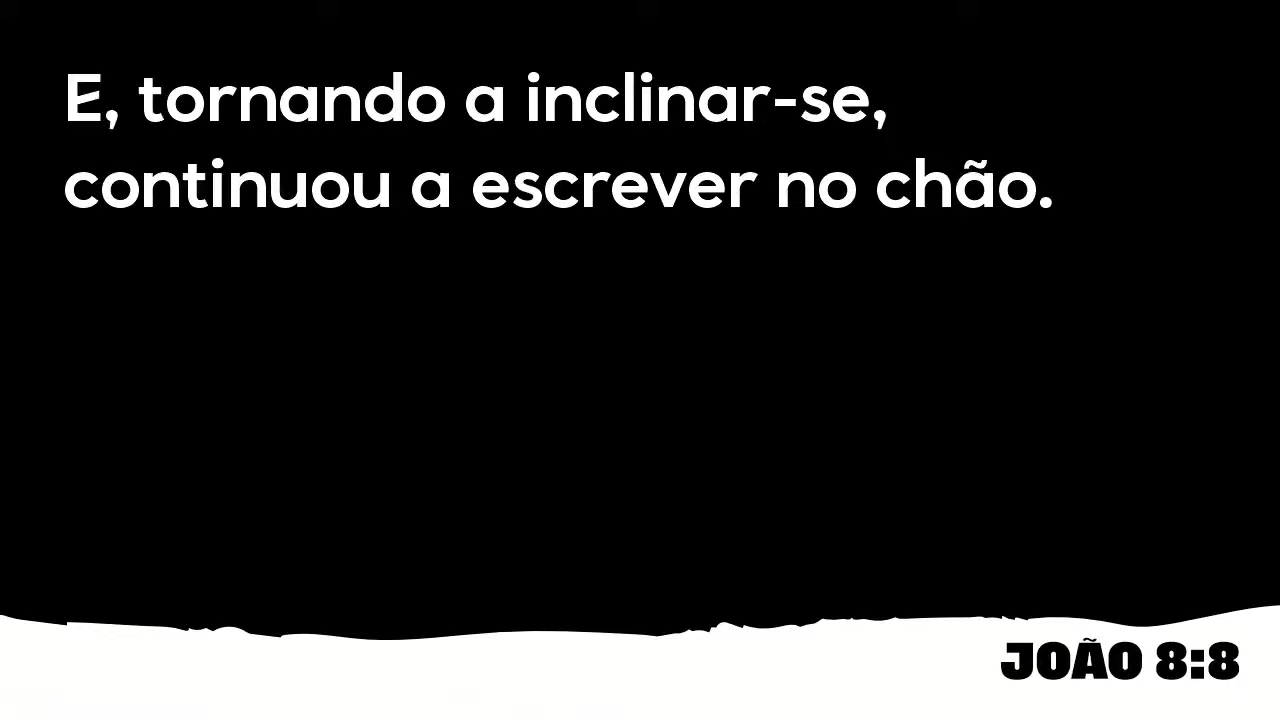 E, tornando a inclinar-se,
continuou a escrever no chão.
JOÃO 8:8